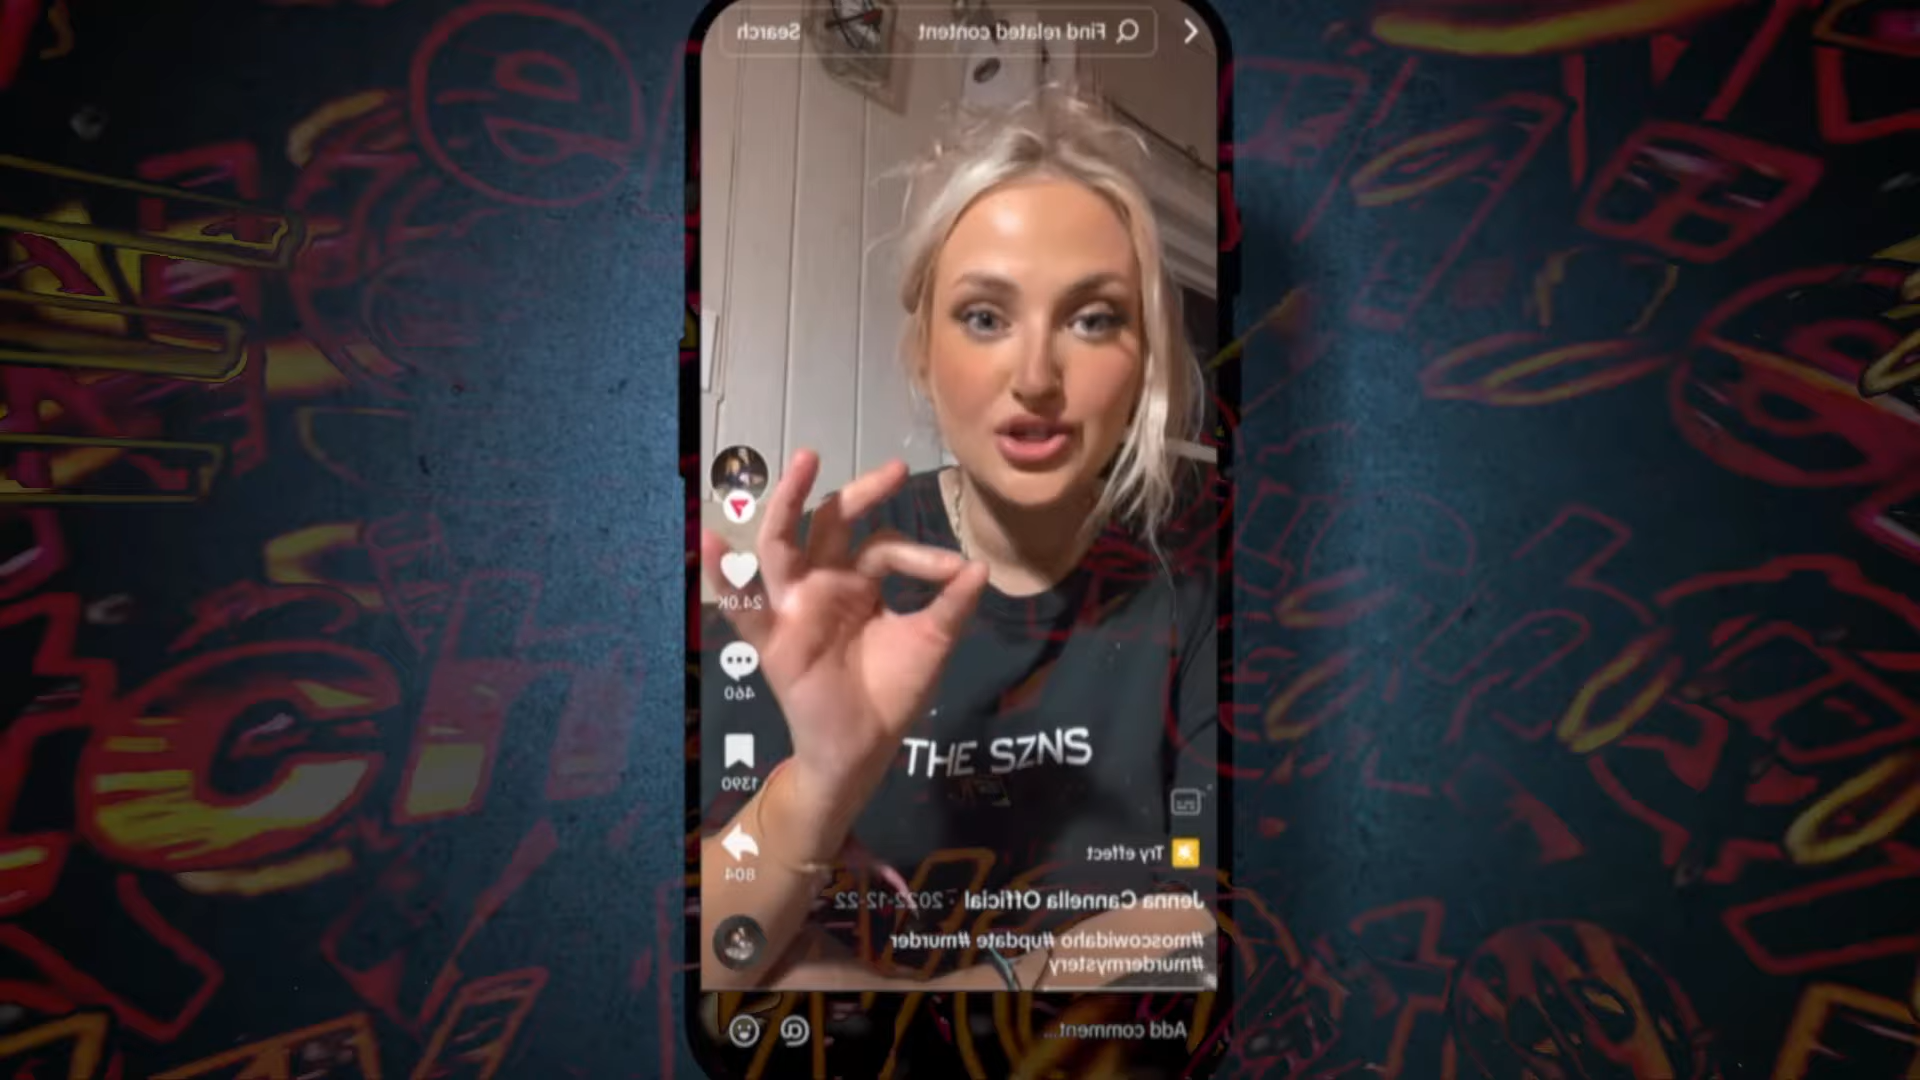 Find related content
Search
24.0K
460
THE SZNS
1390
Try effect
804
Jenna Cannella Official · 2022-12-22
#moscowidaho #update #murder
#murdermystery
Add comment...